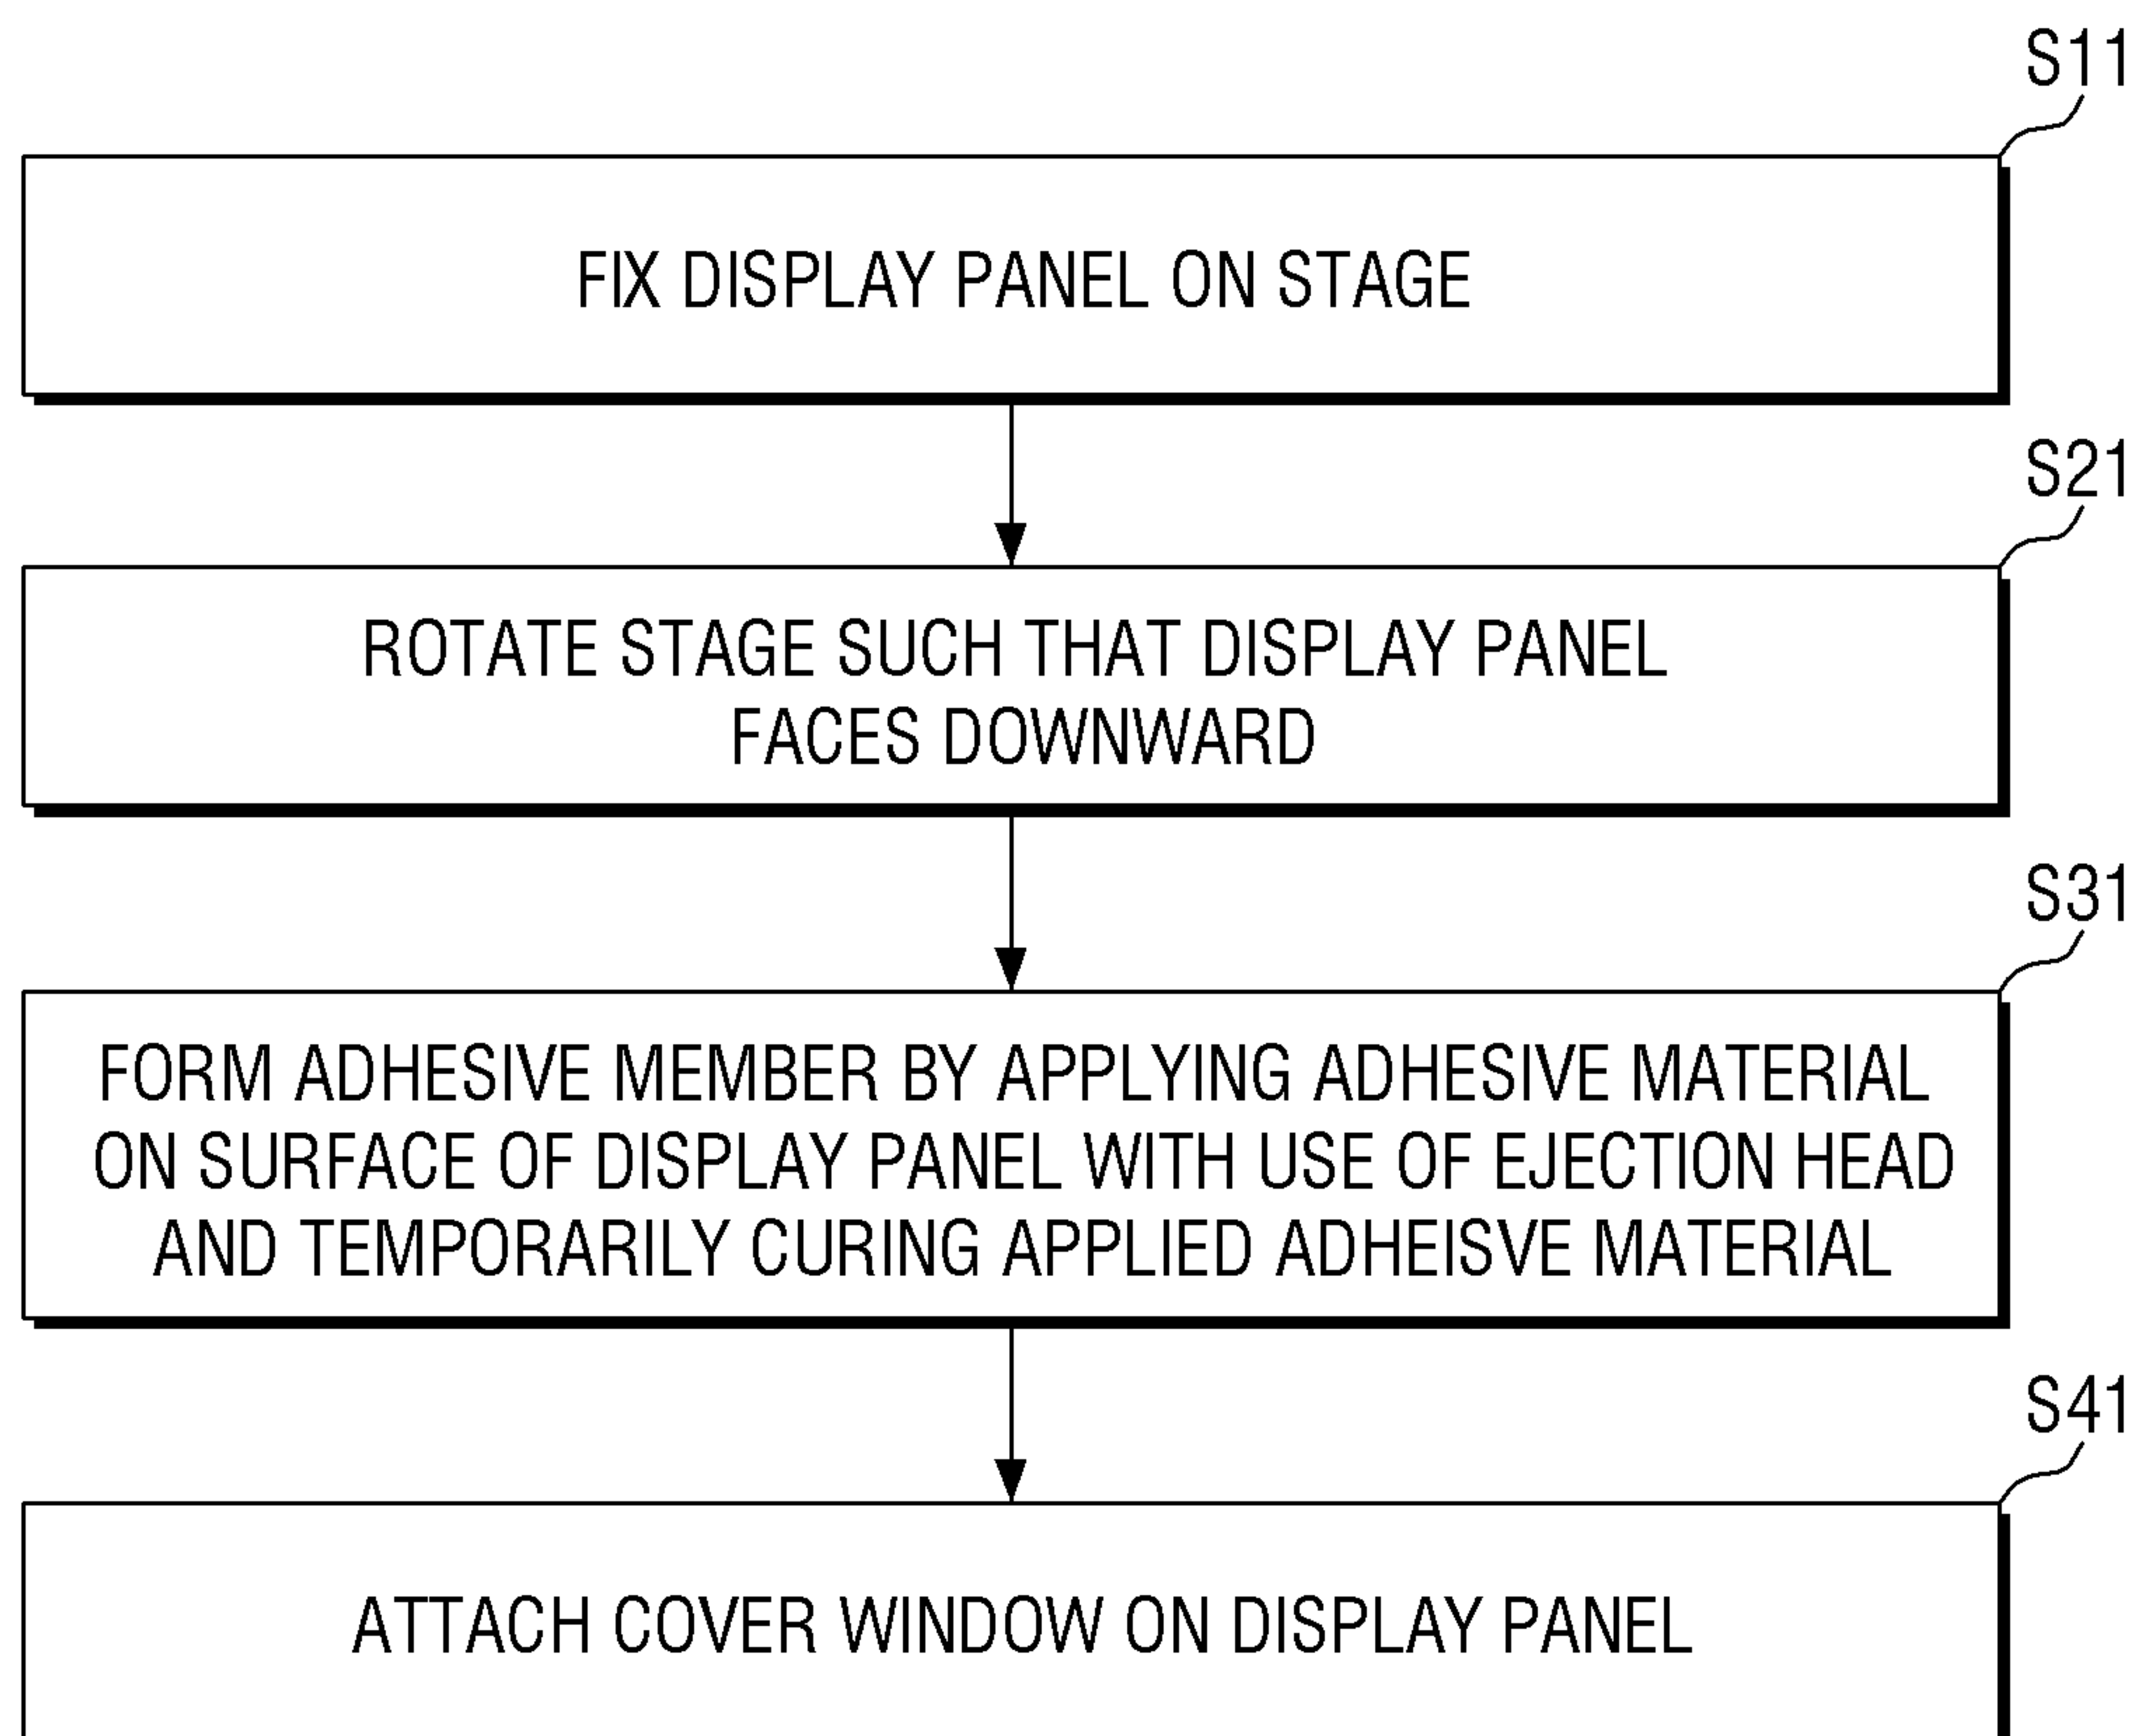 S11
FIX DISPLAY PANEL ON STAGE
S21
ROTATE STAGE SUCH THAT DISPLAY PANEL
FACES DOWNWARD
S31
FORM ADHESIVE MEMBER BY APPLYING ADHESIVE MATERIAL
ON SURFACE OF DISPLAY PANEL WITH USE OF EJECTION HEAD
AND TEMPORARILY CURING APPLIED ADHEISVE MATERIAL
S41
ATTACH COVER WINDOW ON DISPLAY PANEL